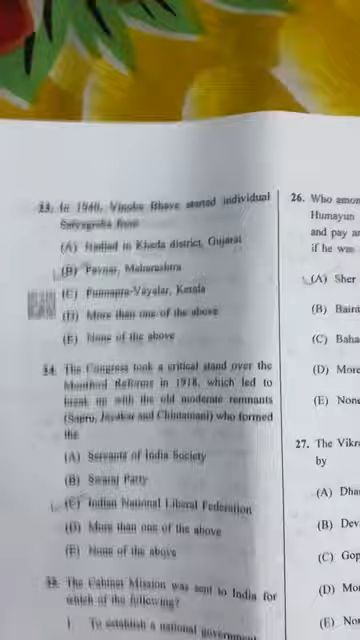 23. In 1940, Vinoba Bhave started individual
Satyagraha from
(A) Nadiad in Kheda district, Gujarat
(B) Pavnar, Maharashtra
(C) Punnapra-Vayalar, Kerala
(D) More than one of the above
(E) None of the above
24. The Congress took a critical stand over the
Montford Reforms in 1918, which led to
break up with the old moderate remnants
(Sapru, Jayakar and Chintamani) who formed
the
(A) Servants of India Society
(B) Swaraj Party
(C) Indian National Liberal Federation
(D) More than one of the above
(E) None of the above
25. The Cabinet Mission was sent to India for
which of the following?
1. To establish a national government
26. Who amon
Humayun
and pay
if he was
(A) Sher
(B) Baira
(C) Baha
(D) More
(E) None
27. The Vikra
by
(A) Dha
(B) Dev
(C) Gop
(D) Mo
(E) No